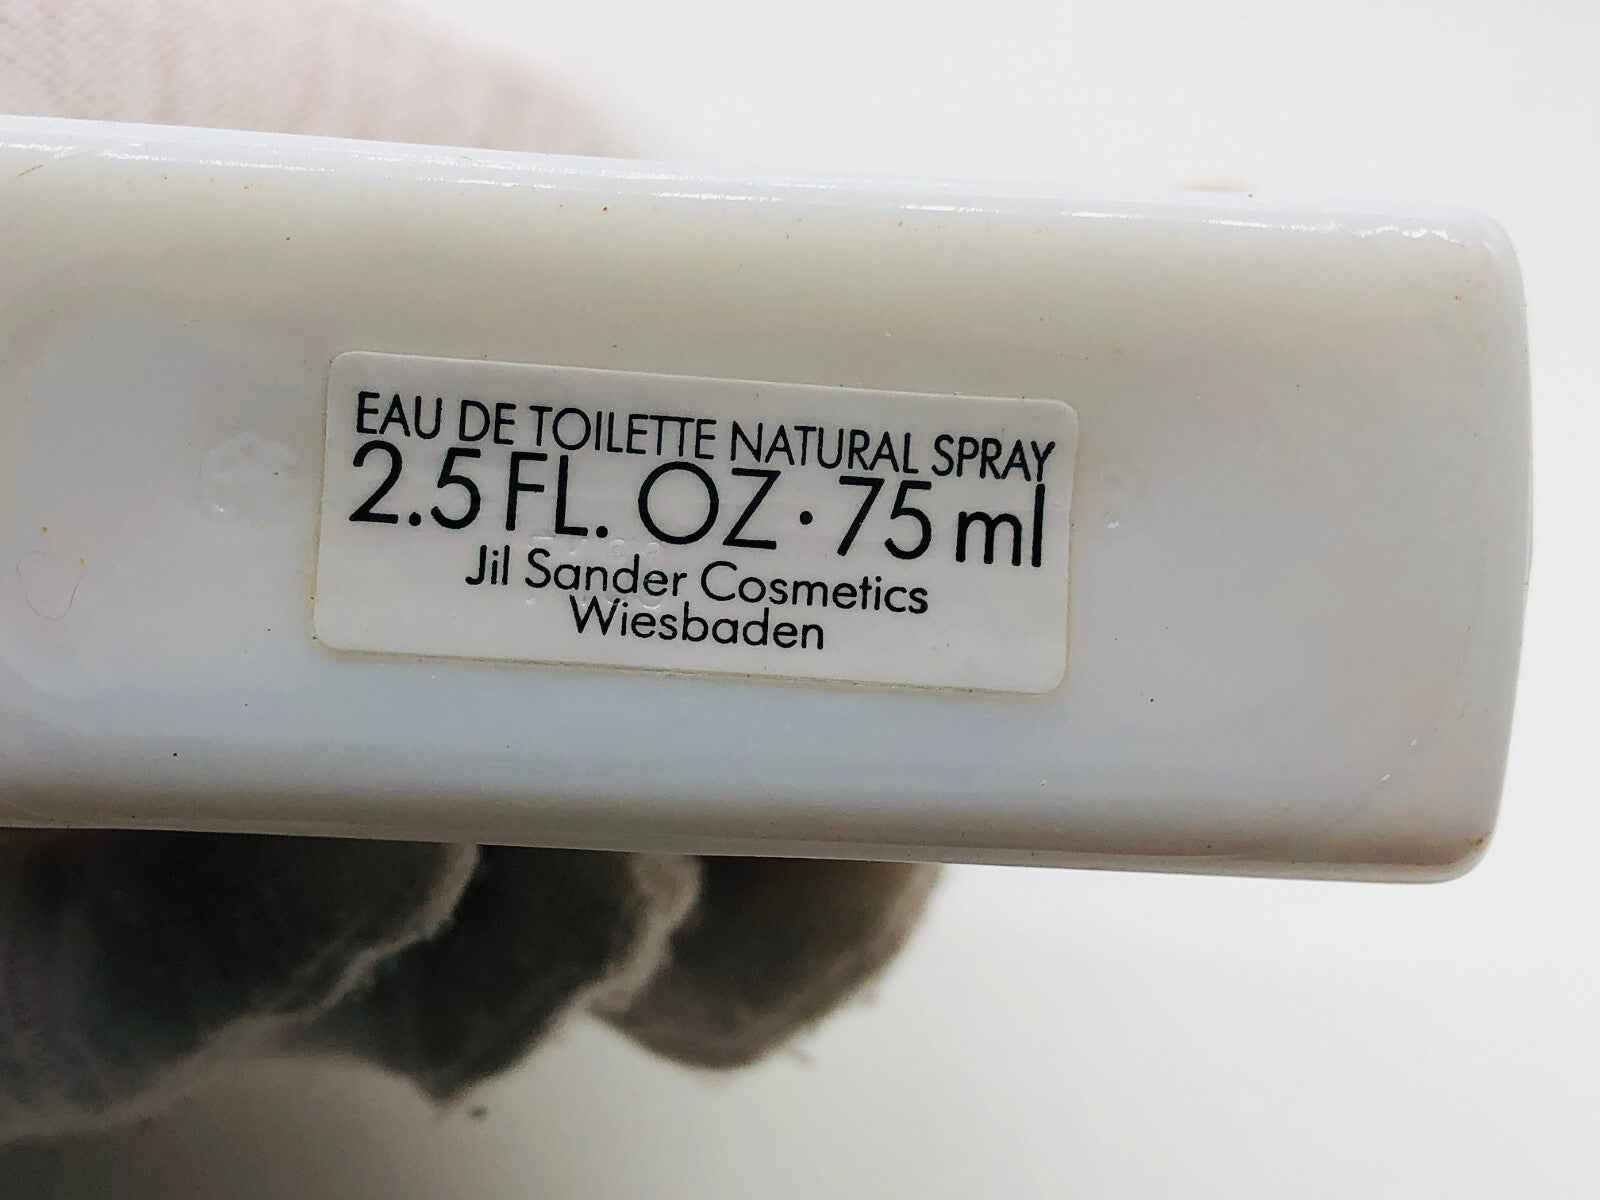 EAU DE TOILETTE NATURAL SPRAY
2.5 FL. OZ · 75 ml
Jil Sander Cosmetics
Wiesbaden